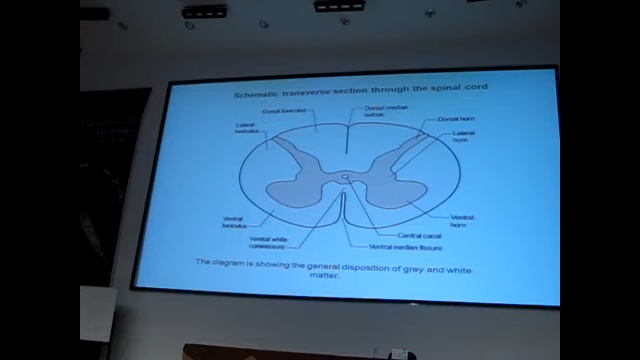 Schematic transverse section through the spinal cord
Dorsal funiculus
Dorsal median
sulcus
Dorsal horn
Lateral
funiculus
Lateral
horn
Ventral
funiculus
Ventral
horn
Central canal
Ventral white
commissure
Ventral median fissure
The diagram is showing the general disposition of grey and white
matter.